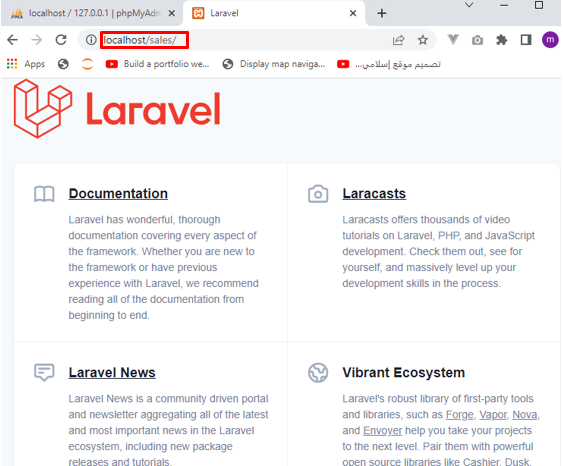 PMA localhost / 127.0.0.1 | phpMyAdm
Laravel
localhost/sales/
m
Apps
Build a portfolio we...
Display map naviga...
تصميم موقع إسلامي...
Laravel
Documentation
Laravel has wonderful, thorough
documentation covering every aspect of
the framework. Whether you are new to
the framework or have previous
experience with Laravel, we recommend
reading all of the documentation from
beginning to end.
Laracasts
Laracasts offers thousands of video
tutorials on Laravel, PHP, and JavaScript
development. Check them out, see for
yourself, and massively level up your
development skills in the process.
Laravel News
Laravel News is a community driven portal
and newsletter aggregating all of the latest
and most important news in the Laravel
ecosystem, including new package
releases and tutorials.
Vibrant Ecosystem
Laravel's robust library of first-party tools
and libraries, such as Forge, Vapor, Nova,
and Envoyer help you take your projects
to the next level. Pair them with powerful
open source libraries like Cashier, Dusk,